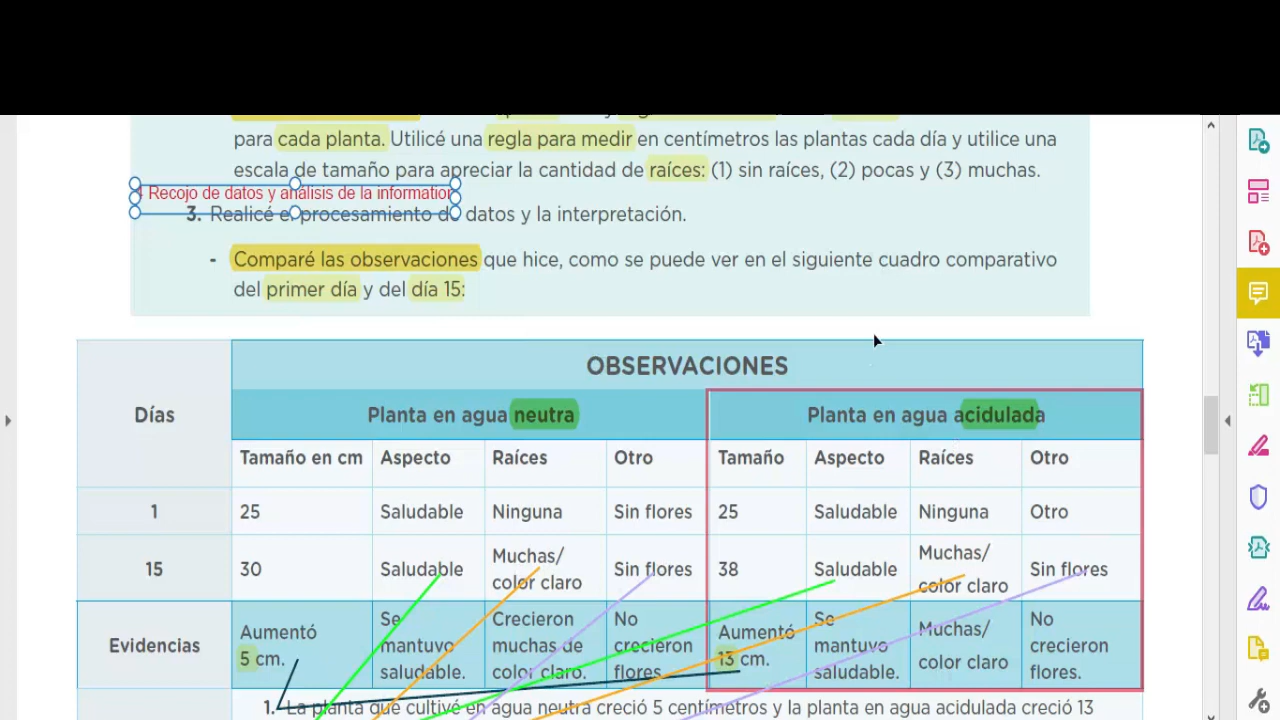 para cada planta. Utilicé una regla para medir en centímetros las plantas cada día y utilice una
escala de tamaño para apreciar la cantidad de raíces: (1) sin raíces, (2) pocas y (3) muchas.
Recojo de datos y análisis de la information
3. Realicé el procesamiento de datos y la interpretación.
- Comparé las observaciones que hice, como se puede ver en el siguiente cuadro comparativo
del primer día y del día 15:
Días OBSERVACIONES
Planta en agua neutra Planta en agua acidulada
Tamaño en cm Aspecto Raíces Otro Tamaño Aspecto Raíces Otro
1 25 Saludable Ninguna Sin flores 25 Saludable Ninguna Otro
15 30 Saludable Muchas/ color claro Sin flores 38 Saludable Muchas/ color claro Sin flores
Evidencias Aumentó 5 cm. Se mantuvo saludable. Crecieron muchas de color claro. No crecieron flores. Aumentó 13 cm. Se mantuvo saludable. Muchas/ color claro No crecieron flores.
1. La planta que cultivé en agua neutra creció 5 centímetros y la planta en agua acidulada creció 13